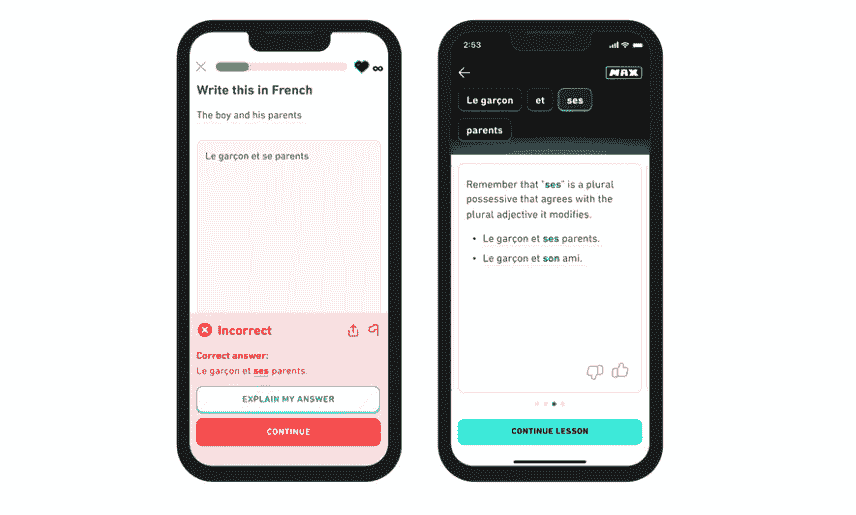 Write this in French
The boy and his parents
Le garçon et se parents
Incorrect
Correct answer:
Le garçon et ses parents.
EXPLAIN MY ANSWER
CONTINUE
2:53
MAX
Le garçon et ses
parents
Remember that "ses" is a plural
possessive that agrees with the
plural adjective it modifies.
• Le garçon et ses parents.
• Le garçon et son ami.
CONTINUE LESSON